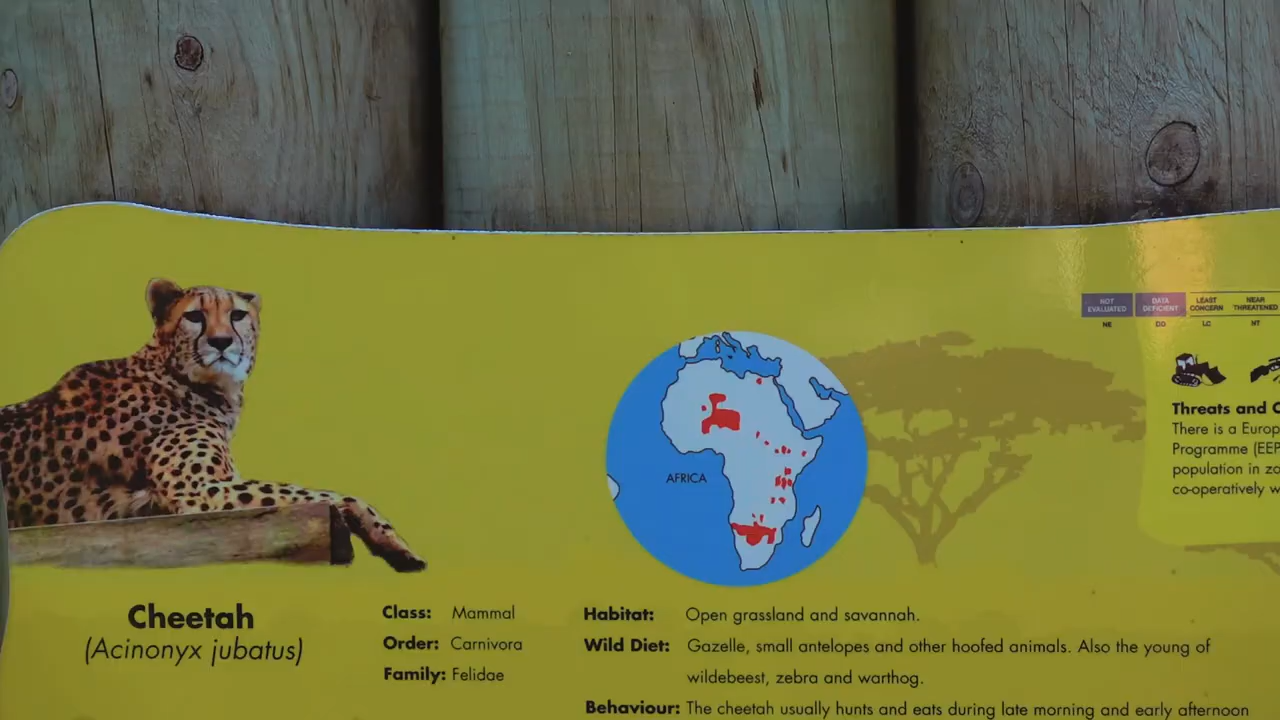 NOT EVALUATED
DATA DEFICIENT
LEAST CONCERN
NEAR THREATENED
NE DD LC NT
AFRICA
Threats and
There is a Europ
Programme (EEP
population in
co-operatively
Cheetah
(Acinonyx jubatus)
Class: Mammal
Order: Carnivora
Family: Felidae
Habitat: Open grassland and savannah.
Wild Diet: Gazelle, small antelopes and other hoofed animals. Also the young of
wildebeest, zebra and warthog.
Behaviour: The cheetah usually hunts and eats during late morning and early afternoon